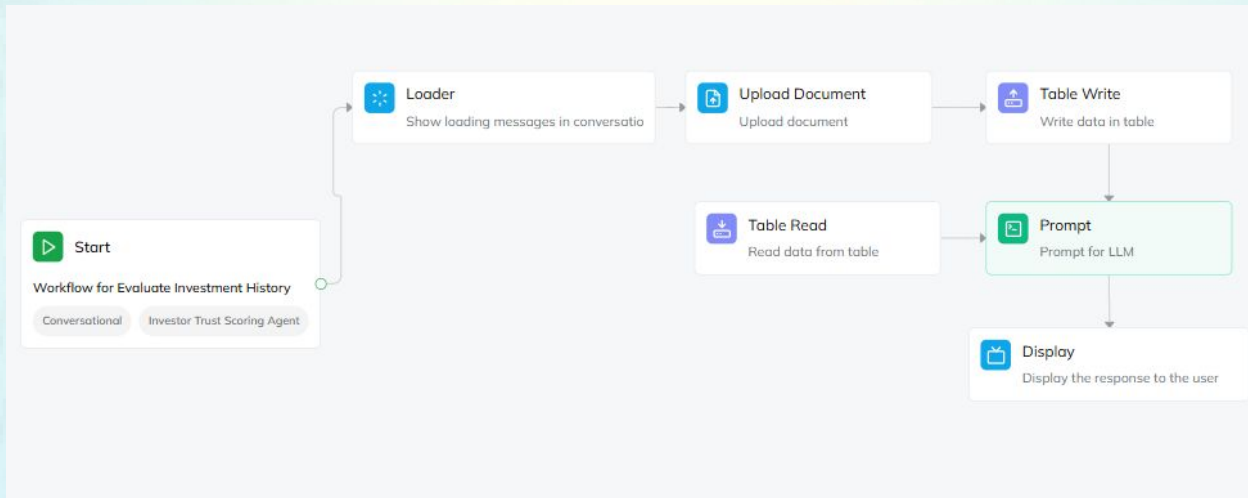 Loader
Show loading messages in conversatio
Upload Document
Upload document
Table Write
Write data in table
Start
Workflow for Evaluate Investment History
Conversational
Investor Trust Scoring Agent
Table Read
Read data from table
Prompt
Prompt for LLM
Display
Display the response to the user